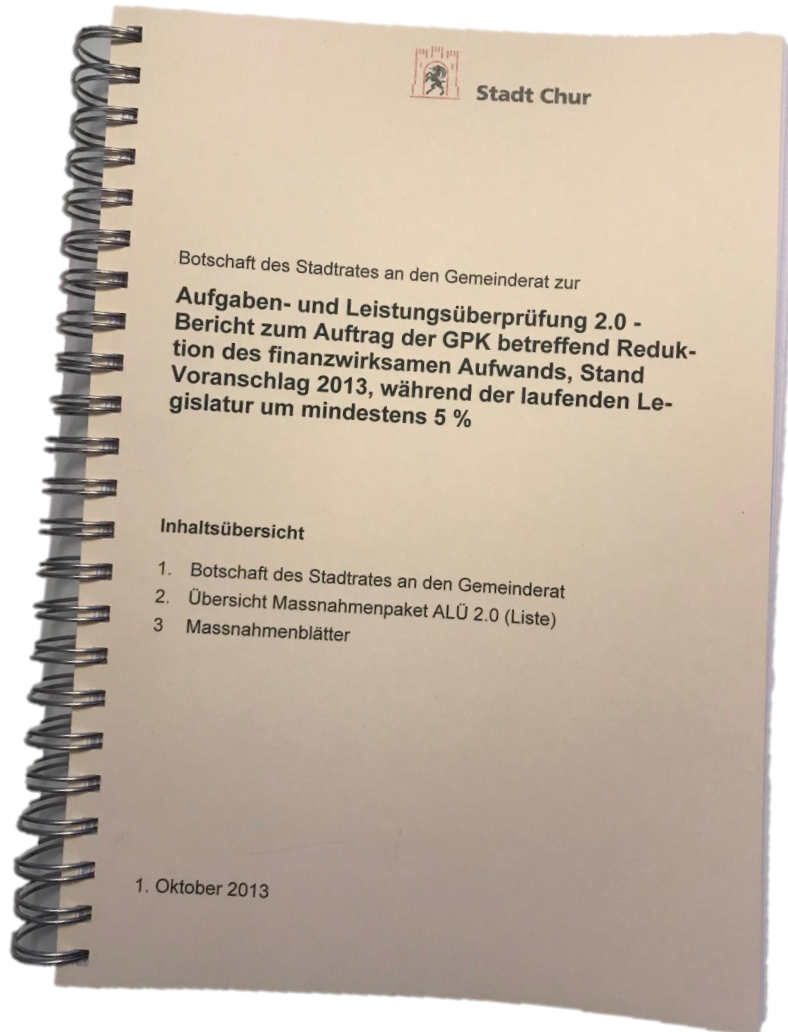 Stadt Chur
Botschaft des Stadtrates an den Gemeinderat zur
Aufgaben- und Leistungsüberprüfung 2.0 -
Bericht zum Auftrag der GPK betreffend Reduk-
tion des finanzwirksamen Aufwands, Stand
Voranschlag 2013, während der laufenden Le-
gislatur um mindestens 5 %
Inhaltsübersicht
1. Botschaft des Stadtrates an den Gemeinderat
2. Übersicht Massnahmenpaket ALÜ 2.0 (Liste)
3 Massnahmenblätter
1. Oktober 2013